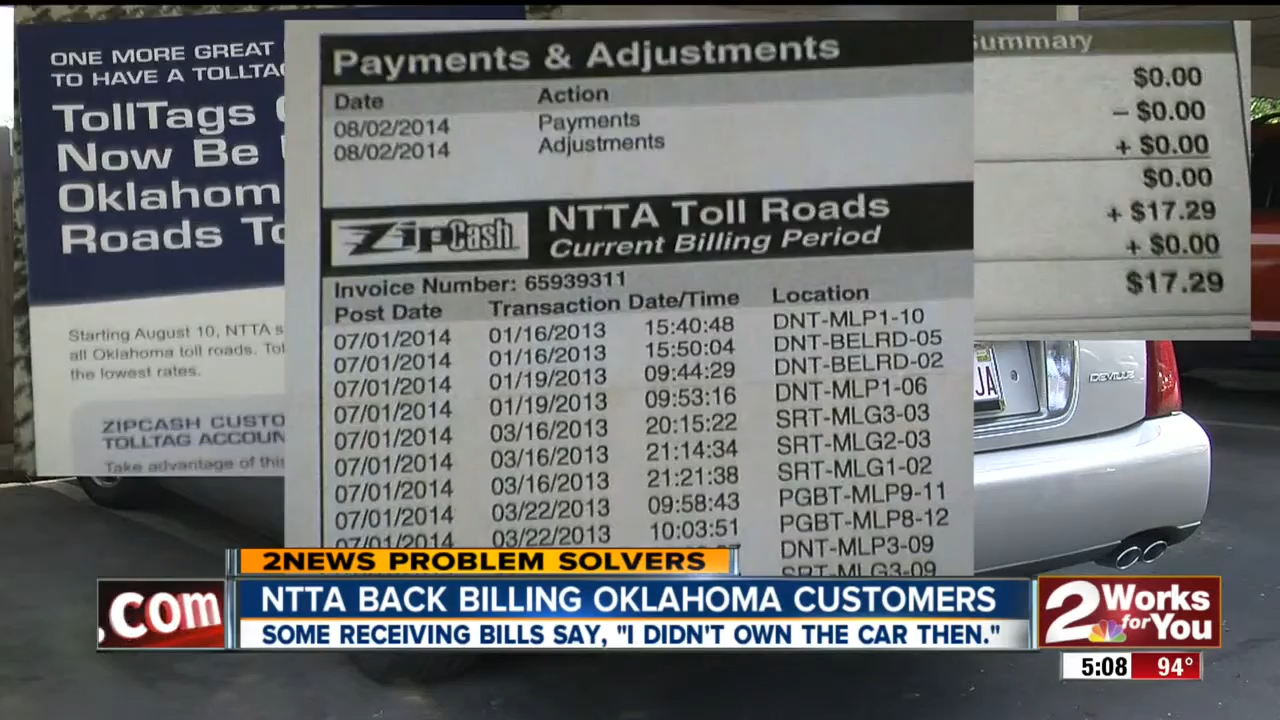 ONE MORE GREAT
TO HAVE A TOLLTAG
TollTags
Now Be
Oklahom
Roads To
Starting August 10, NTTA s
all Oklahoma toll roads. Tol
the lowest rates.
ZIPCASH CUSTO
TOLLTAG ACCOUN
Take advantage of this
Payments & Adjustments
Date Action
08/02/2014 Payments
08/02/2014 Adjustments
ZipCash NTTA Toll Roads
Current Billing Period
Invoice Number: 65939311
Post Date Transaction Date/Time Location
07/01/2014 01/16/2013 15:40:48 DNT-MLP1-10
07/01/2014 01/16/2013 15:50:04 DNT-BELRD-05
07/01/2014 01/19/2013 09:44:29 DNT-BELRD-02
07/01/2014 01/19/2013 09:53:16 DNT-MLP1-06
07/01/2014 03/16/2013 20:15:22 SRT-MLG3-03
07/01/2014 03/16/2013 21:14:34 SRT-MLG2-03
07/01/2014 03/16/2013 21:21:38 SRT-MLG1-02
07/01/2014 03/22/2013 09:58:43 PGBT-MLP9-11
07/01/2014 03/22/2013 10:03:51 PGBT-MLP8-12
DNT-MLP3-09
SRT-MLG3-09
Summary
$0.00
– $0.00
+ $0.00
$0.00
+ $17.29
+ $0.00
$17.29
JA
DEVILLE
2NEWS PROBLEM SOLVERS
.com
NTTA BACK BILLING OKLAHOMA CUSTOMERS
SOME RECEIVING BILLS SAY, "I DIDN'T OWN THE CAR THEN."
2 Works for You
5:08 94°